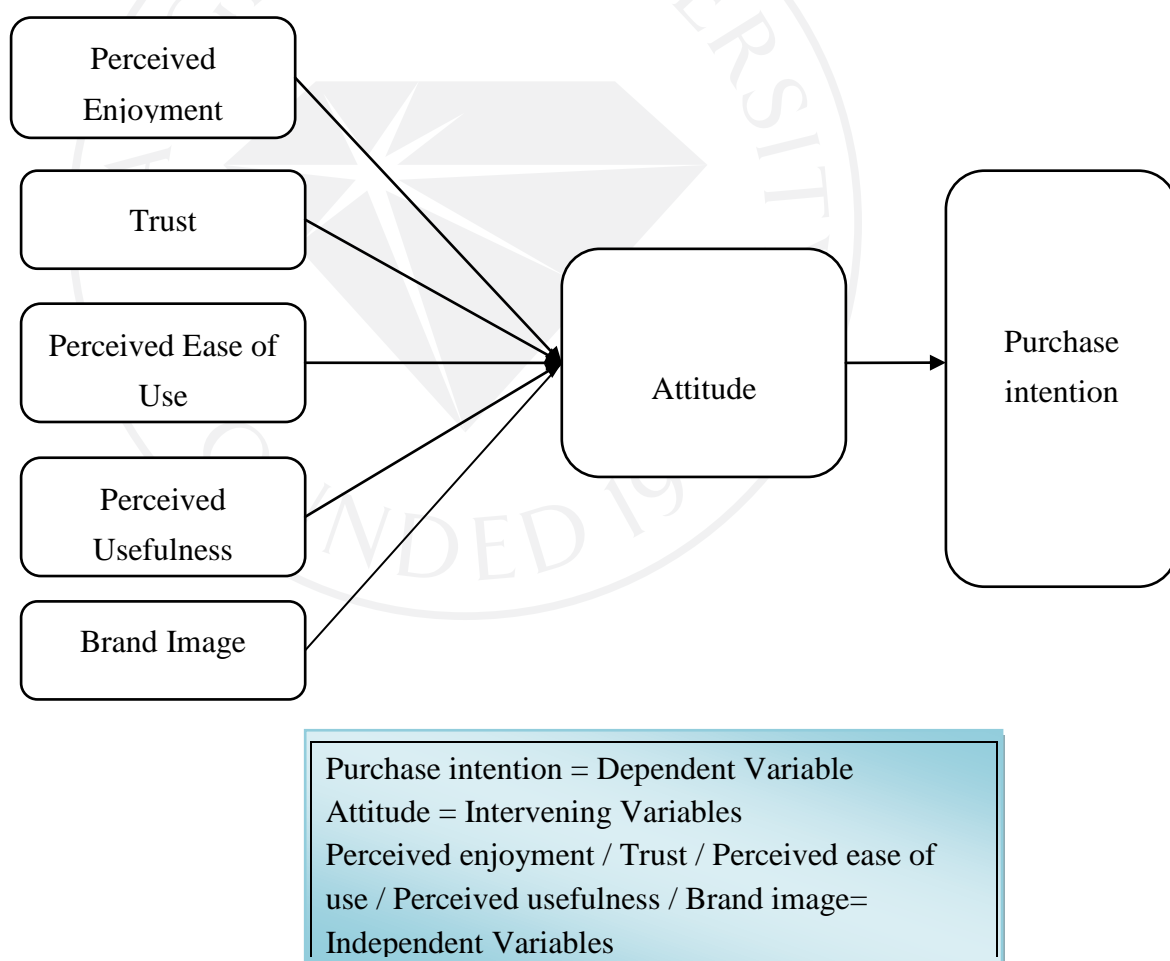 Perceived
Enjoyment
Trust
Perceived Ease of
Use
Perceived
Usefulness
Brand Image
Attitude
Purchase
intention
Purchase intention = Dependent Variable
Attitude = Intervening Variables
Perceived enjoyment / Trust / Perceived ease of
use / Perceived usefulness / Brand image=
Independent Variables